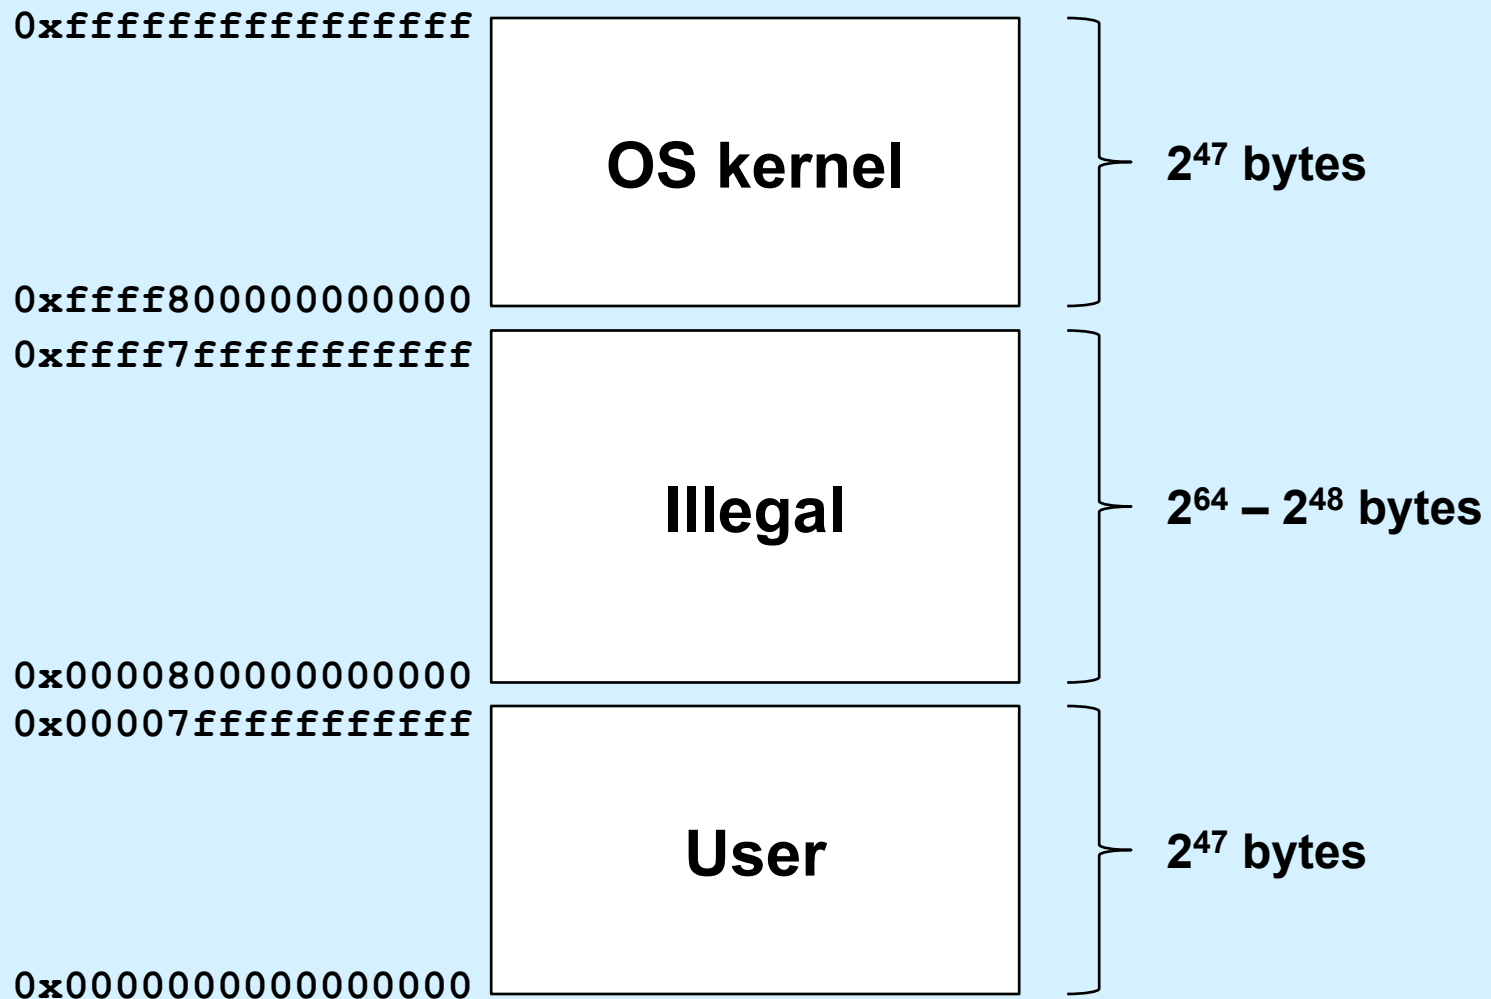 0xffffffffffffffff
OS kernel
2⁴⁷ bytes
0xffff800000000000
0xffff7fffffffffff
Illegal
2⁶⁴ – 2⁴⁸ bytes
0x0000800000000000
0x00007fffffffffff
User
2⁴⁷ bytes
0x0000000000000000